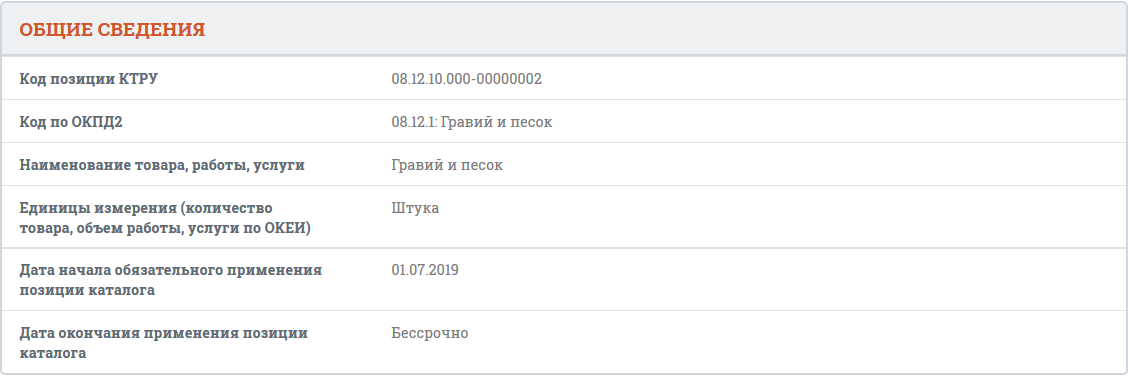 ОБЩИЕ СВЕДЕНИЯ
Код позиции КТРУ
08.12.10.000-00000002
Код по ОКПД2
08.12.1: Гравий и песок
Наименование товара, работы, услуги
Гравий и песок
Единицы измерения (количество
товара, объем работы, услуги по ОКЕИ)
Штука
Дата начала обязательного применения
позиции каталога
01.07.2019
Дата окончания применения позиции
каталога
Бессрочно